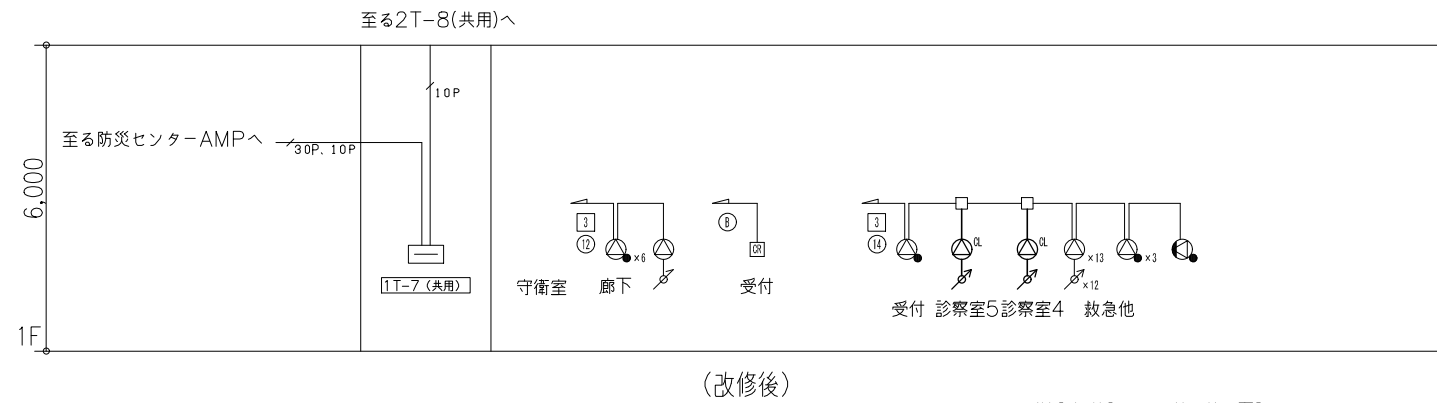 至る2T-8(共用)へ
10P
至る防災センターAMPへ
30P, 10P
6,000
3
12
×6
B
CR
3
14
CL
CL
×13
×12
×3
1T-7 (共用)
守衛室 廊下
受付
受付 診察室5 診察室4 救急他
1F
(改修後)